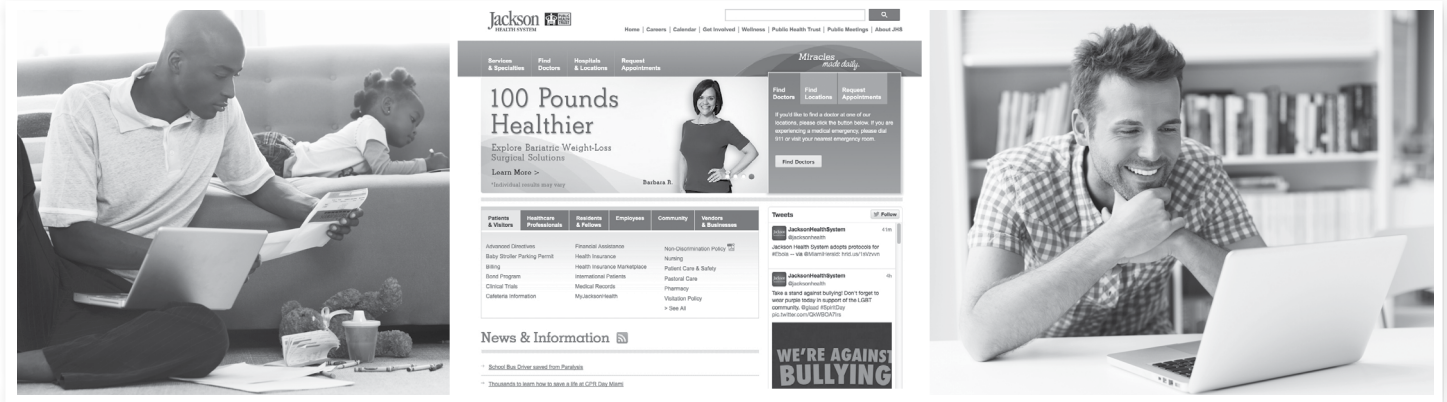 Jackson
HEALTH SYSTEM
Home | Careers | Calendar | Get Involved | Wellness | Public Health Trust | Public Meetings | About JHS
Services
& Specialties
Find
Doctors
Hospitals
& Locations
Request
Appointments
Miracles
made daily.
100 Pounds
Healthier
Explore Bariatric Weight-Loss
Surgical Solutions
Learn More >
*Individual results may vary
Barbara B.
Find
Doctors
Find
Locations
Request
Appointments
If you'd like to find a doctor at one of our
locations, please click the button below. If you are
experiencing a medical emergency, please dial
911 or visit your nearest emergency room.
Find Doctors
Patients
& Visitors
Healthcare
Professionals
Residents
& Fellows
Employees
Community
Vendors
& Businesses
Advanced Directives
Baby Stroller Parking Permit
Billing
Bond Program
Clinical Trials
Cafeteria Information
Financial Assistance
Health Insurance
Health Insurance Marketplace
International Patients
Medical Records
MyJacksonHealth
Non-Discrimination Policy
Nursing
Patient Care & Safety
Pastoral Care
Pharmacy
Visitation Policy
> See All
News & Information
School Bus Driver saved from Paralysis
Thousands to learn how to save a life at CPR Day Miami
Tweets
Follow
JacksonHealthSystem
@jacksonhealth
Jackson Health System adopts protocols for
#Ebola — via @MiamiHerald:
JacksonHealthSystem
@jacksonhealth
Take a stand against bullying! Don't forget to
wear purple today in support of the LGBT
community. @glaad #SpiritDay
WE'RE AGAINST
BULLYING